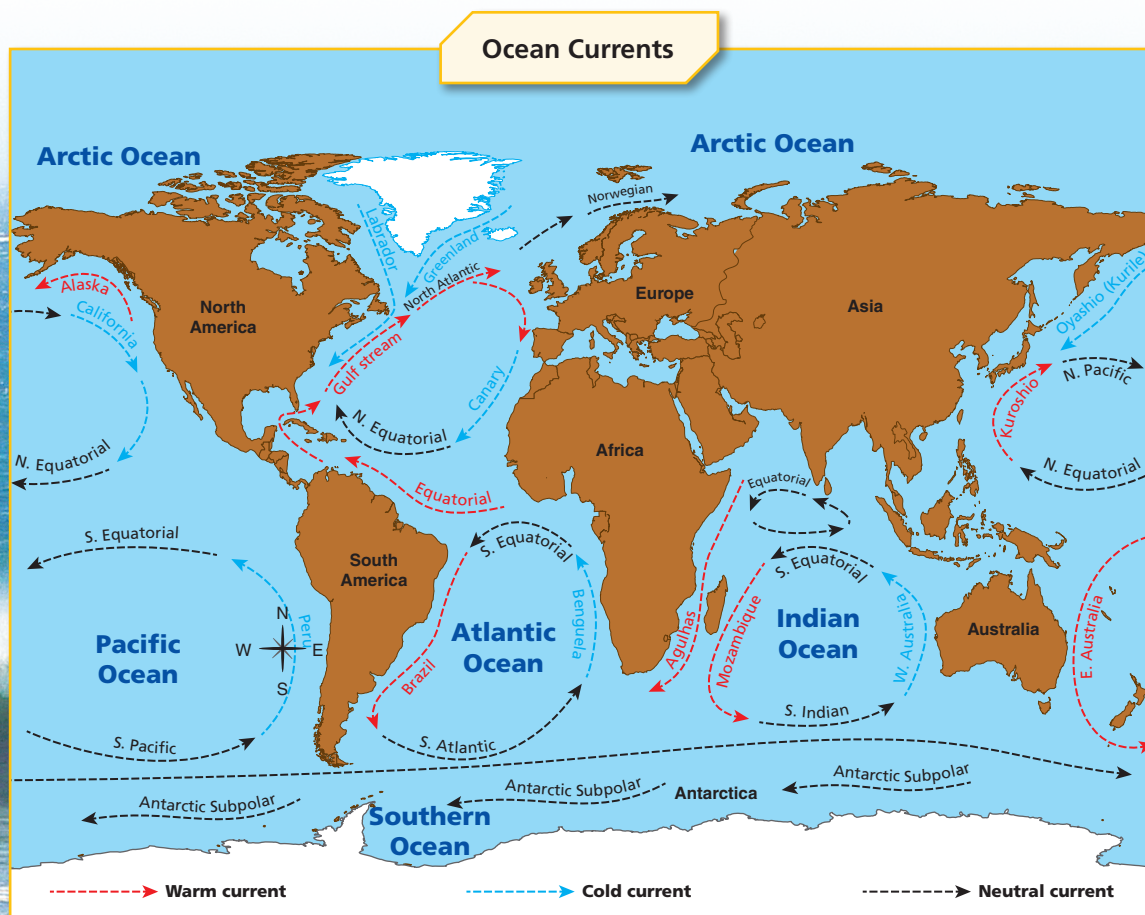 Ocean Currents
Arctic Ocean
Arctic Ocean
Norwegian
Labrador
Greenland
North Atlantic
Alaska
California
North
America
Europe
Asia
Oyashio (Kurile)
Gulf stream
Canary
N. Pacific
Kuroshio
N. Equatorial
N. Equatorial
Africa
N. Equatorial
Equatorial
Equatorial
S. Equatorial
South
America
S. Equatorial
S. Equatorial
Peru
N
W
E
S
Pacific
Ocean
Atlantic
Ocean
Benguela
Brazil
Agulhas
Mozambique
Indian
Ocean
W. Australia
Australia
E. Australia
S. Pacific
S. Atlantic
S. Indian
Antarctic Subpolar
Antarctic Subpolar
Antarctica
Antarctic Subpolar
Southern
Ocean
Warm current
Cold current
Neutral current